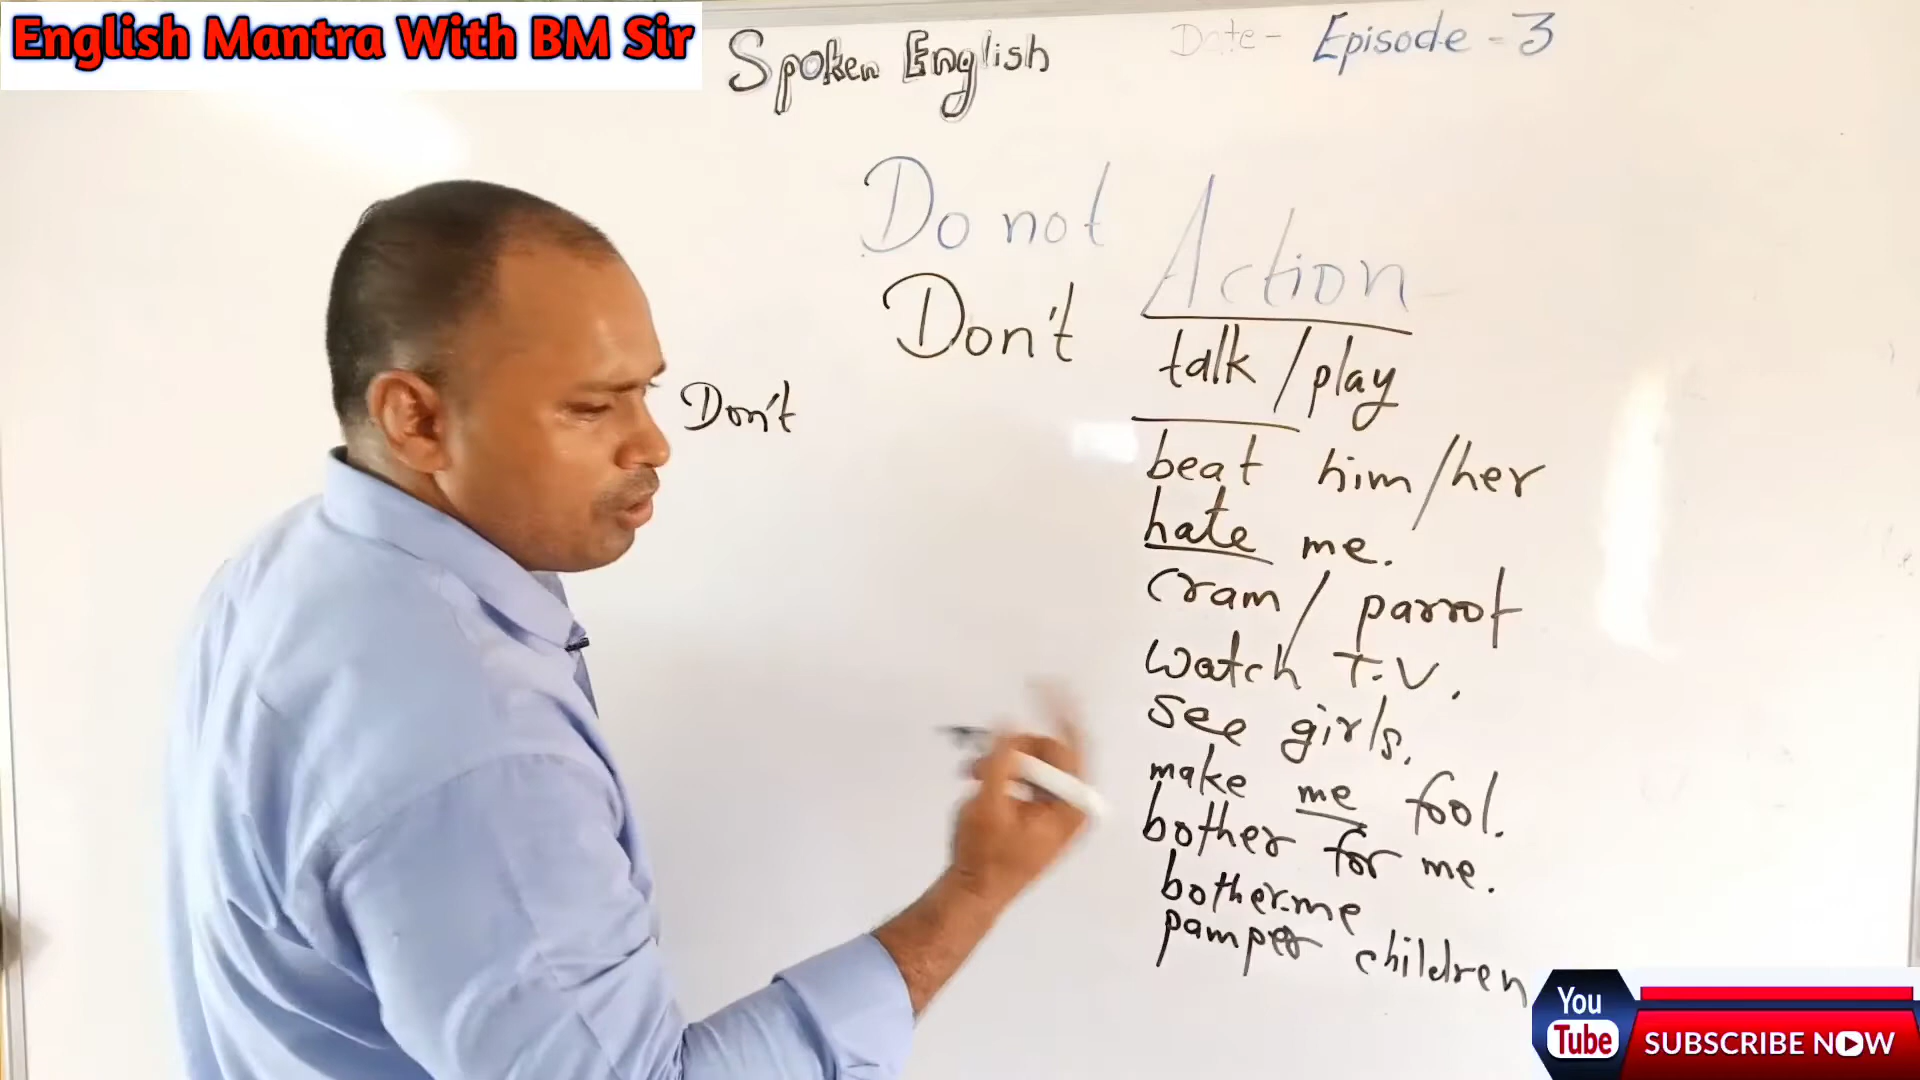 English Mantra With BM Sir
Spoken English
Date - Episode - 3
Do not Action
Don't talk / play
Don't
beat him/her
hate me.
cram / parrot
watch T.V.
see girls.
make me fool.
bother for me.
bother me
pamper children
You
Tube SUBSCRIBE NOW